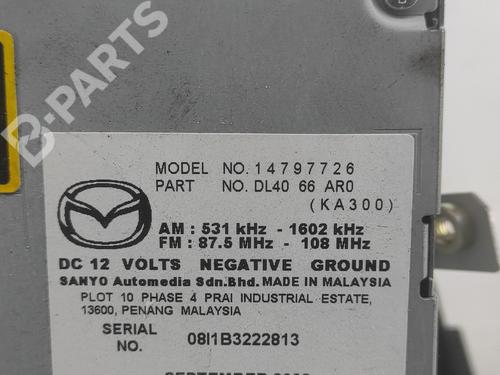 B-PARTS
MODEL NO. 14797726
PART NO. DL40 66 AR0
(KA300)
AM : 531 kHz - 1602 kHz
FM : 87.5 MHz - 108 MHz
DC 12 VOLTS NEGATIVE GROUND
SANYO Automedia Sdn.Bhd. MADE IN MALAYSIA
PLOT 10 PHASE 4 PRAI INDUSTRIAL ESTATE,
13600, PENANG MALAYSIA
SERIAL
NO. 08I1B3222813
SEPTEMBER